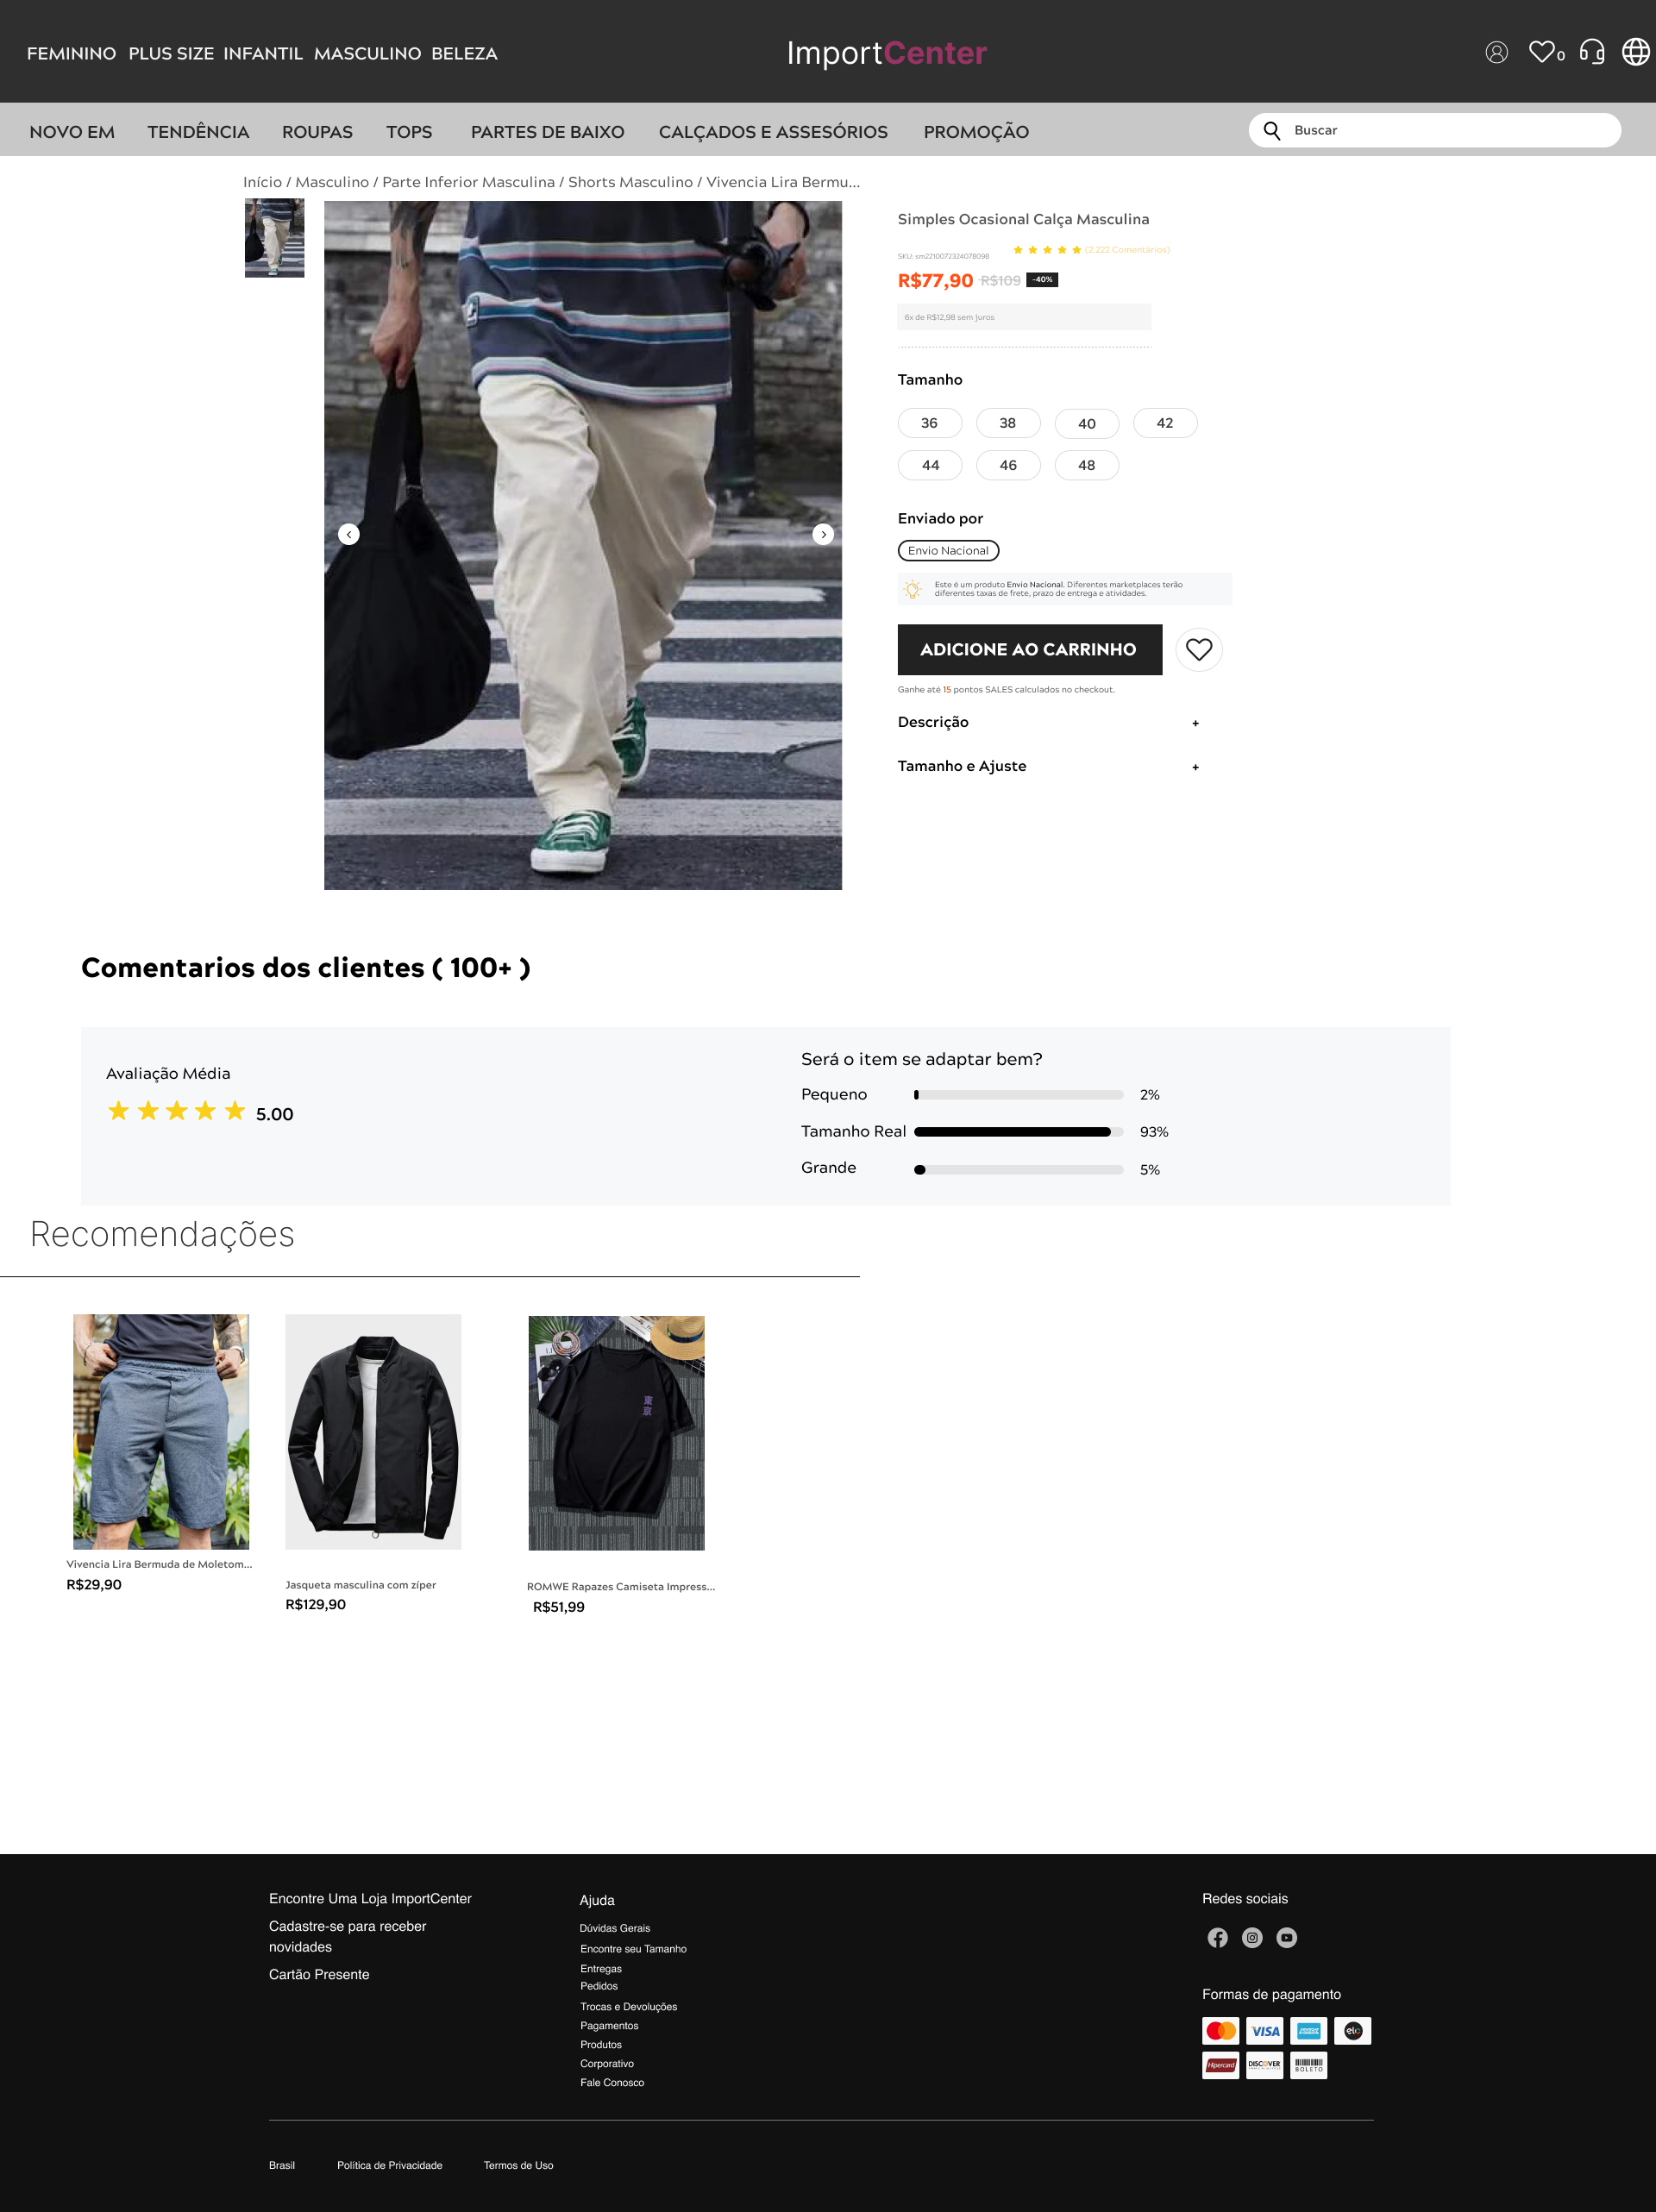 FEMININO PLUS SIZE INFANTIL MASCULINO BELEZA
ImportCenter
0
NOVO EM TENDÊNCIA ROUPAS TOPS PARTES DE BAIXO CALÇADOS E ASSESÓRIOS PROMOÇÃO
Buscar
Início / Masculino / Parte Inferior Masculina / Shorts Masculino / Vivencia Lira Bermu...
Simples Ocasional Calça Masculina
SKU: sm2210072324078098
(2.222 Comentários)
R$77,90 R$109 -40%
6x de R$12,98 sem juros
Tamanho
36 38 40 42
44 46 48
Enviado por
Envio Nacional
Este é um produto Envio Nacional. Diferentes marketplaces terão
diferentes taxas de frete, prazo de entrega e atividades.
ADICIONE AO CARRINHO
Ganhe até 15 pontos SALES calculados no checkout.
Descrição +
Tamanho e Ajuste +
Comentarios dos clientes ( 100+ )
Avaliação Média
5.00
Será o item se adaptar bem?
Pequeno 2%
Tamanho Real 93%
Grande 5%
Recomendações
東京
Vivencia Lira Bermuda de Moletom...
R$29,90
Jasqueta masculina com zíper
R$129,90
ROMWE Rapazes Camiseta Impress...
R$51,99
Encontre Uma Loja ImportCenter
Cadastre-se para receber
novidades
Cartão Presente
Ajuda
Dúvidas Gerais
Encontre seu Tamanho
Entregas
Pedidos
Trocas e Devoluções
Pagamentos
Produtos
Corporativo
Fale Conosco
Redes sociais
Formas de pagamento
VISA elo
Hipercard DISCOVER BOLETO
Brasil Política de Privacidade Termos de Uso